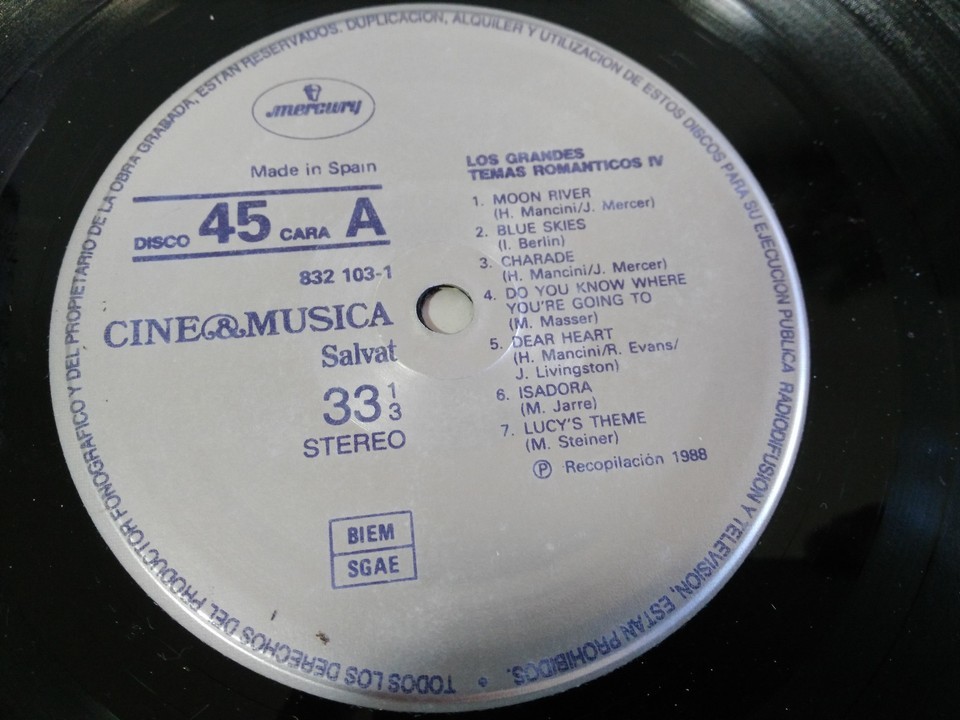 mercury
Made in Spain
DISCO 45 CARA A
832 103-1
CINE&MUSICA
Salvat
33 1/3
STEREO
BIEM
SGAE
LOS GRANDES
TEMAS ROMANTICOS IV
1. MOON RIVER
(H. Mancini/J. Mercer)
2. BLUE SKIES
(I. Berlin)
3. CHARADE
(H. Mancini/J. Mercer)
4. DO YOU KNOW WHERE
YOU'RE GOING TO
(M. Masser)
5. DEAR HEART
(H. Mancini/R. Evans/
J. Livingston)
6. ISADORA
(M. Jarre)
7. LUCY'S THEME
(M. Steiner)
Ⓟ Recopilación 1988
TODOS LOS DERECHOS DEL PRODUCTOR FONOGRAFICO Y DEL PROPIETARIO DE LA OBRA GRABADA, ESTAN RESERVADOS. DUPLICACION, ALQUILER Y UTILIZACION DE ESTOS DISCOS PARA SU EJECUCION PUBLICA RADIODIFUSION Y TELEVISION, ESTAN PROHIBIDOS.